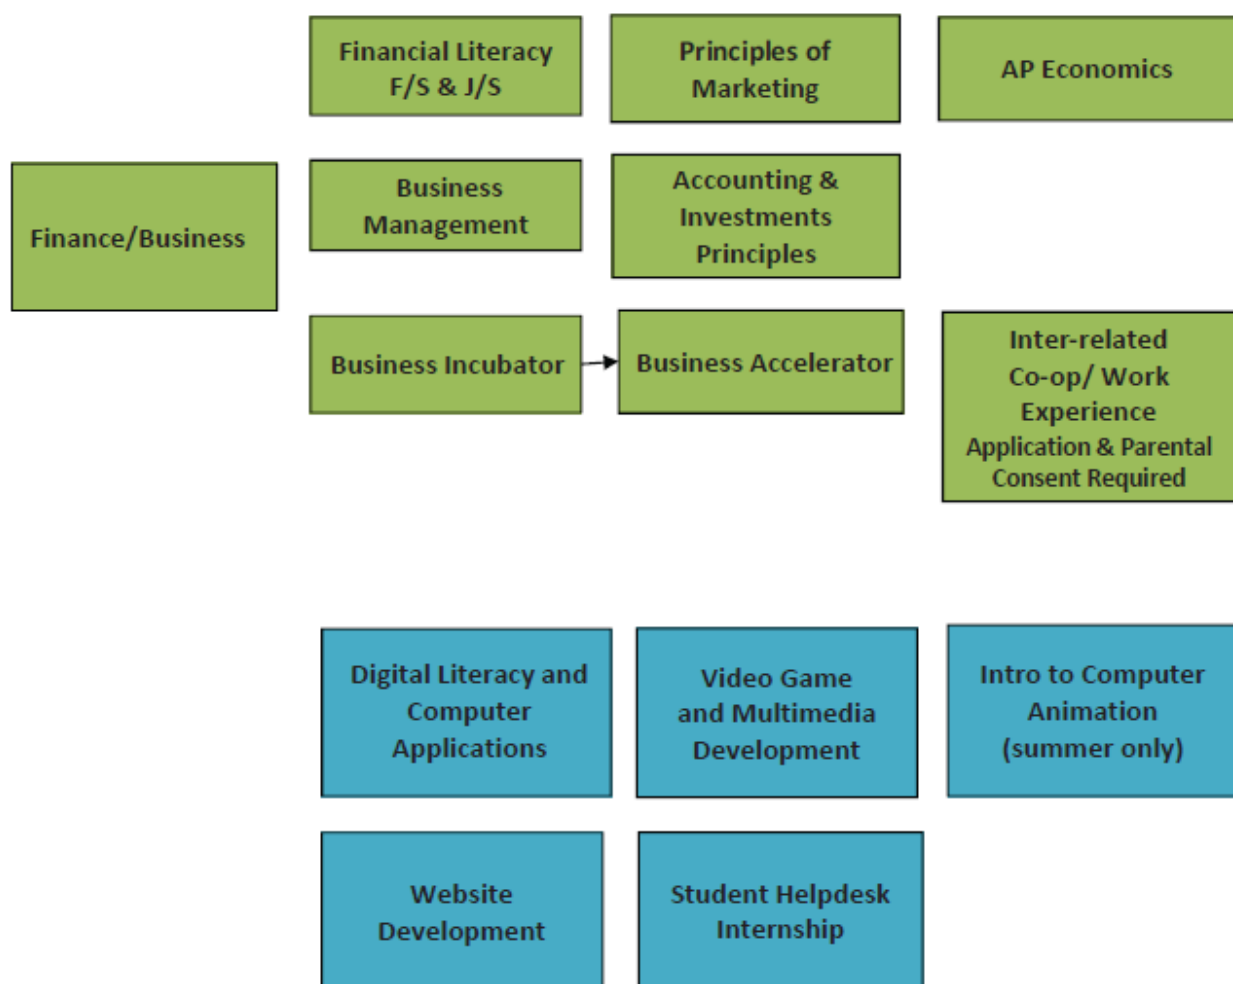 Financial Literacy
F/S & J/S
Principles of
Marketing
AP Economics
Finance/Business
Business
Management
Accounting &
Investments
Principles
Business Incubator
Business Accelerator
Inter-related
Co-op/ Work
Experience
Application & Parental
Consent Required
Digital Literacy and
Computer
Applications
Video Game
and Multimedia
Development
Intro to Computer
Animation
(summer only)
Website
Development
Student Helpdesk
Internship